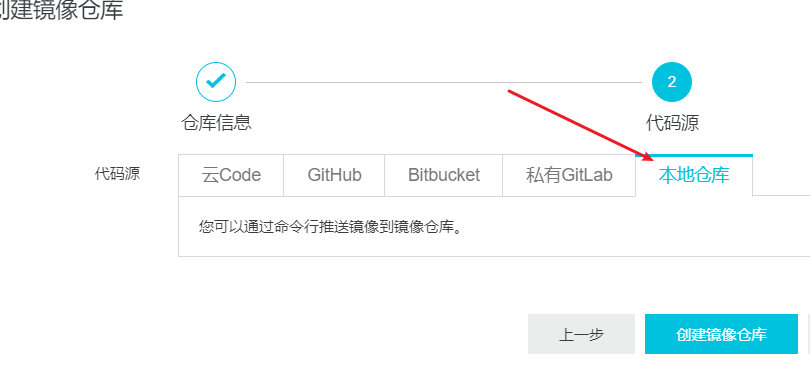 创建镜像仓库
2
仓库信息 代码源
代码源 云Code GitHub Bitbucket 私有GitLab 本地仓库
您可以通过命令行推送镜像到镜像仓库。
上一步 创建镜像仓库